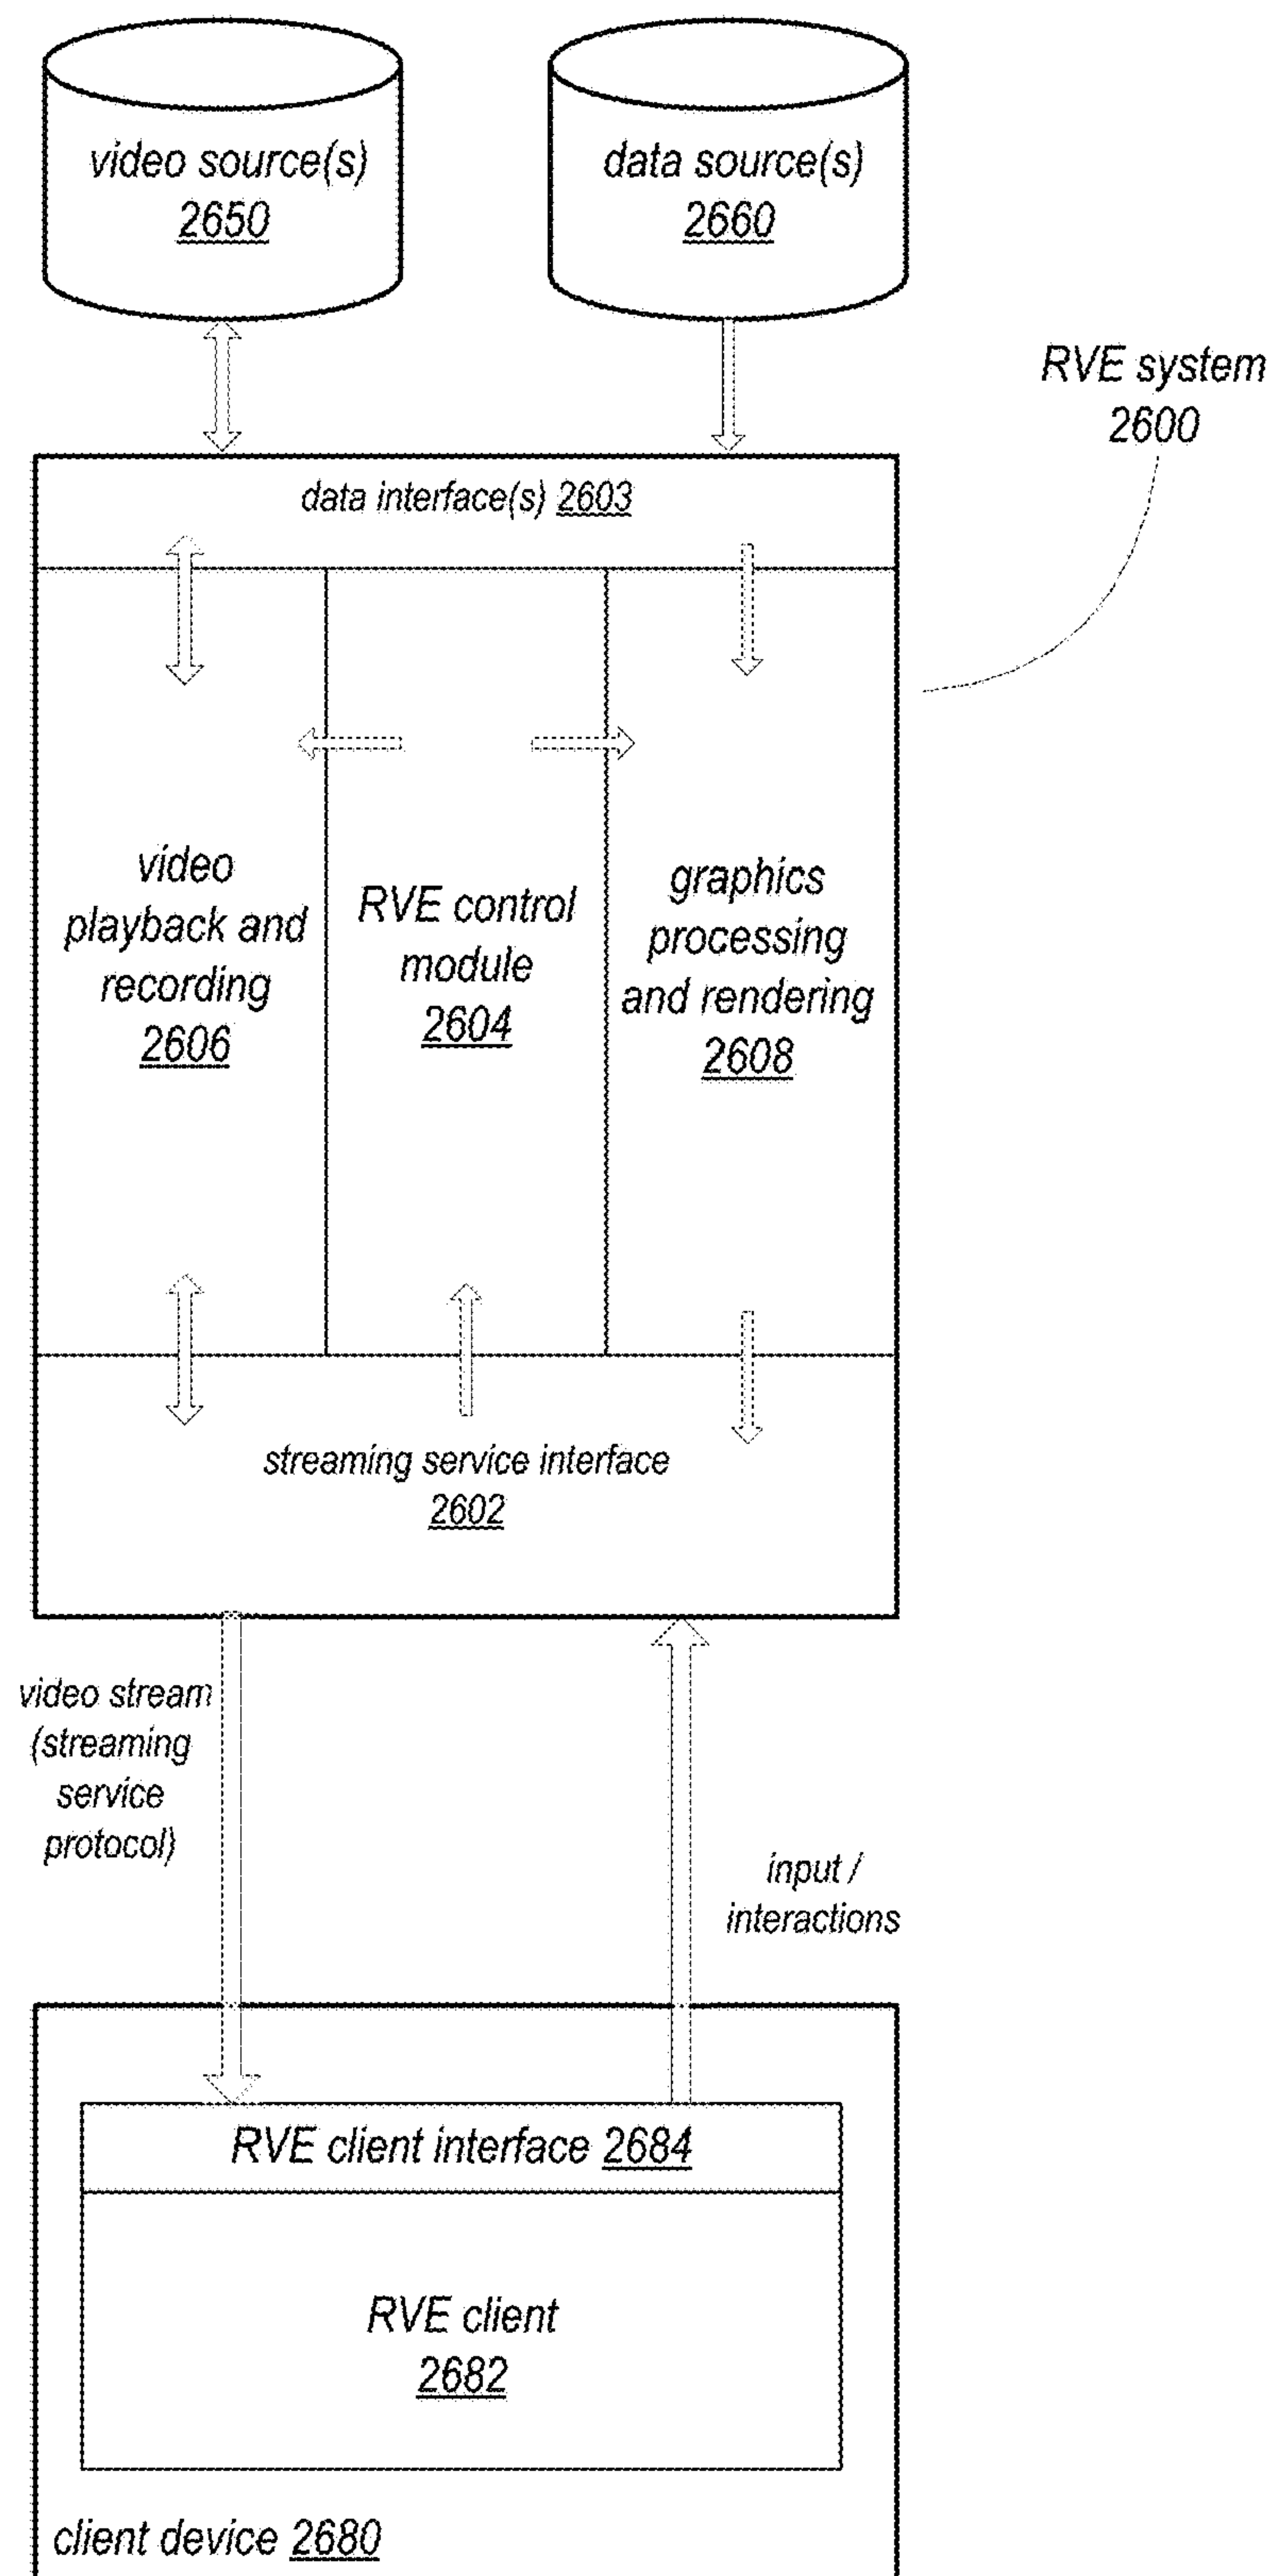 video source(s)
2650
data source(s)
2660
RVE system
2600
data interface(s) 2603
video
playback and
recording
2606
RVE control
module
2604
graphics
processing
and rendering
2608
streaming service interface
2602
video stream
(streaming
service
protocol)
input /
interactions
RVE client interface 2684
RVE client
2682
client device 2680